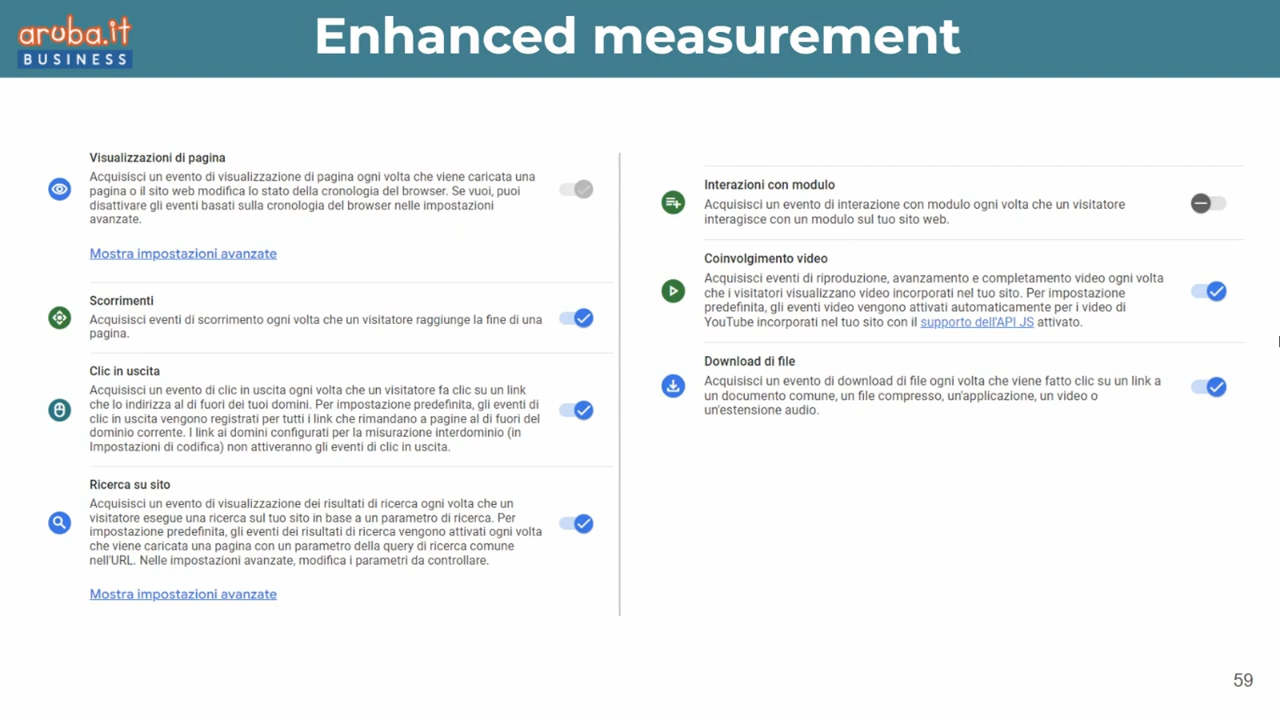 aruba.it
BUSINESS
Enhanced measurement
Visualizzazioni di pagina
Acquisisci un evento di visualizzazione di pagina ogni volta che viene caricata una
pagina o il sito web modifica lo stato della cronologia del browser. Se vuoi, puoi
disattivare gli eventi basati sulla cronologia del browser nelle impostazioni
avanzate.
Mostra impostazioni avanzate
Scorrimenti
Acquisisci eventi di scorrimento ogni volta che un visitatore raggiunge la fine di una
pagina.
Clic in uscita
Acquisisci un evento di clic in uscita ogni volta che un visitatore fa clic su un link
che lo indirizza al di fuori dei tuoi domini. Per impostazione predefinita, gli eventi di
clic in uscita vengono registrati per tutti i link che rimandano a pagine al di fuori del
dominio corrente. I link ai domini configurati per la misurazione interdominio (in
Impostazioni di codifica) non attiveranno gli eventi di clic in uscita.
Ricerca su sito
Acquisisci un evento di visualizzazione dei risultati di ricerca ogni volta che un
visitatore esegue una ricerca sul tuo sito in base a un parametro di ricerca. Per
impostazione predefinita, gli eventi dei risultati di ricerca vengono attivati ogni volta
che viene caricata una pagina con un parametro della query di ricerca comune
nell'URL. Nelle impostazioni avanzate, modifica i parametri da controllare.
Mostra impostazioni avanzate
Interazioni con modulo
Acquisisci un evento di interazione con modulo ogni volta che un visitatore
interagisce con un modulo sul tuo sito web.
Coinvolgimento video
Acquisisci eventi di riproduzione, avanzamento e completamento video ogni volta
che i visitatori visualizzano video incorporati nel tuo sito. Per impostazione
predefinita, gli eventi video vengono attivati automaticamente per i video di
YouTube incorporati nel tuo sito con il supporto dell'API JS attivato.
Download di file
Acquisisci un evento di download di file ogni volta che viene fatto clic su un link a
un documento comune, un file compresso, un'applicazione, un video o
un'estensione audio.
59